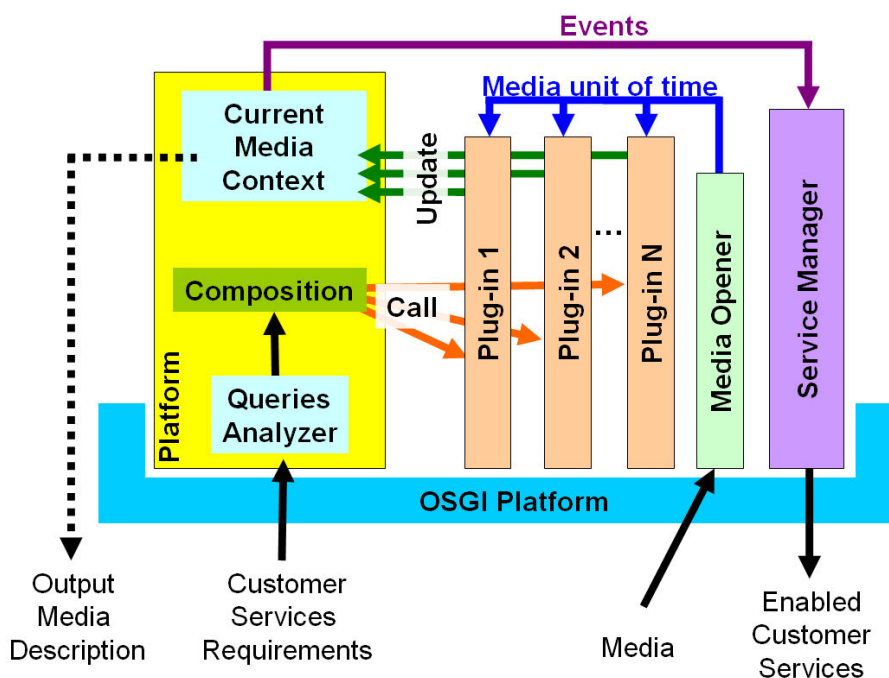 Events
Media unit of time
Current
Media
Context
Update
...
Composition
Call
Plug-in 1
Plug-in 2
Plug-in N
Media Opener
Service Manager
Queries
Analyzer
Platform
OSGI Platform
Output
Media
Description
Customer
Services
Requirements
Media
Enabled
Customer
Services